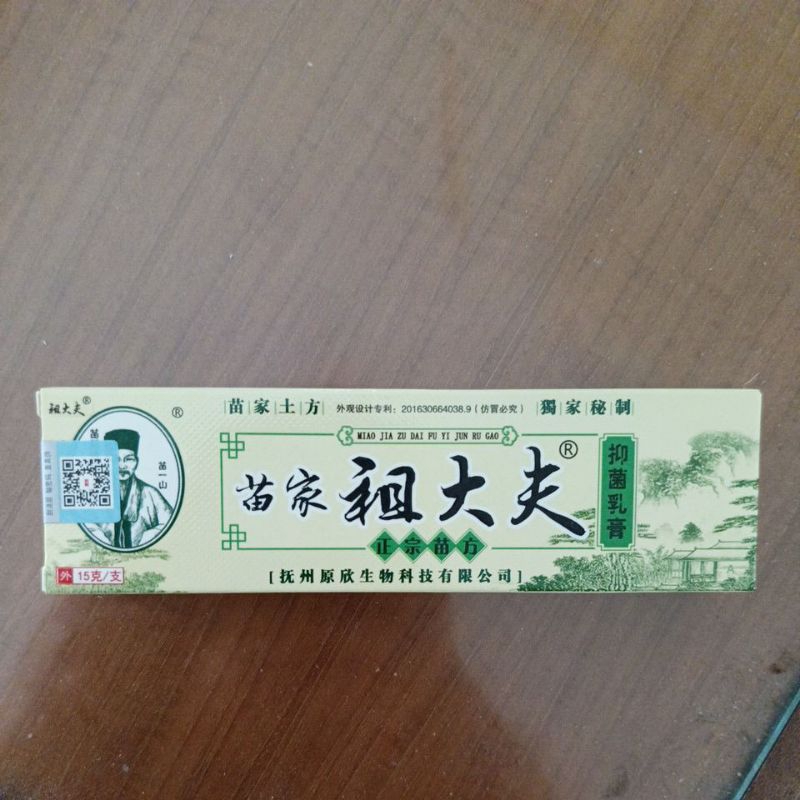 祖大夫®
苗家土方
外观设计专利：201630664038.9（仿冒必究）
獨家秘制
®
苗一山
MIAO JIA ZU DAI FU YI JUN RU GAO
苗家 祖大夫®
抑菌乳膏
正宗苗方
[抚州原欣生物科技有限公司]
外 15克/支